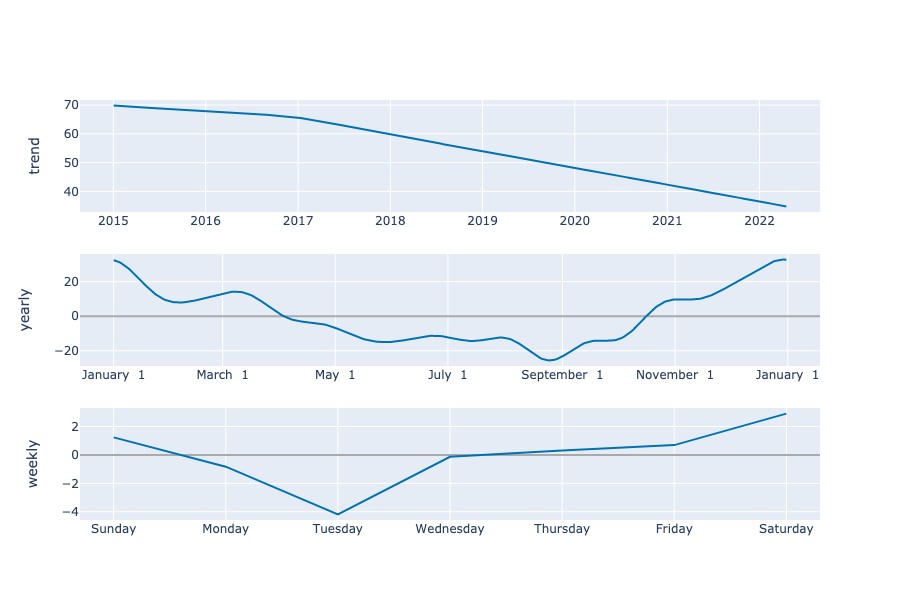 trend
70
60
50
40
2015 2016 2017 2018 2019 2020 2021 2022
yearly
20
0
−20
January 1 March 1 May 1 July 1 September 1 November 1 January 1
weekly
2
0
−2
−4
Sunday Monday Tuesday Wednesday Thursday Friday Saturday